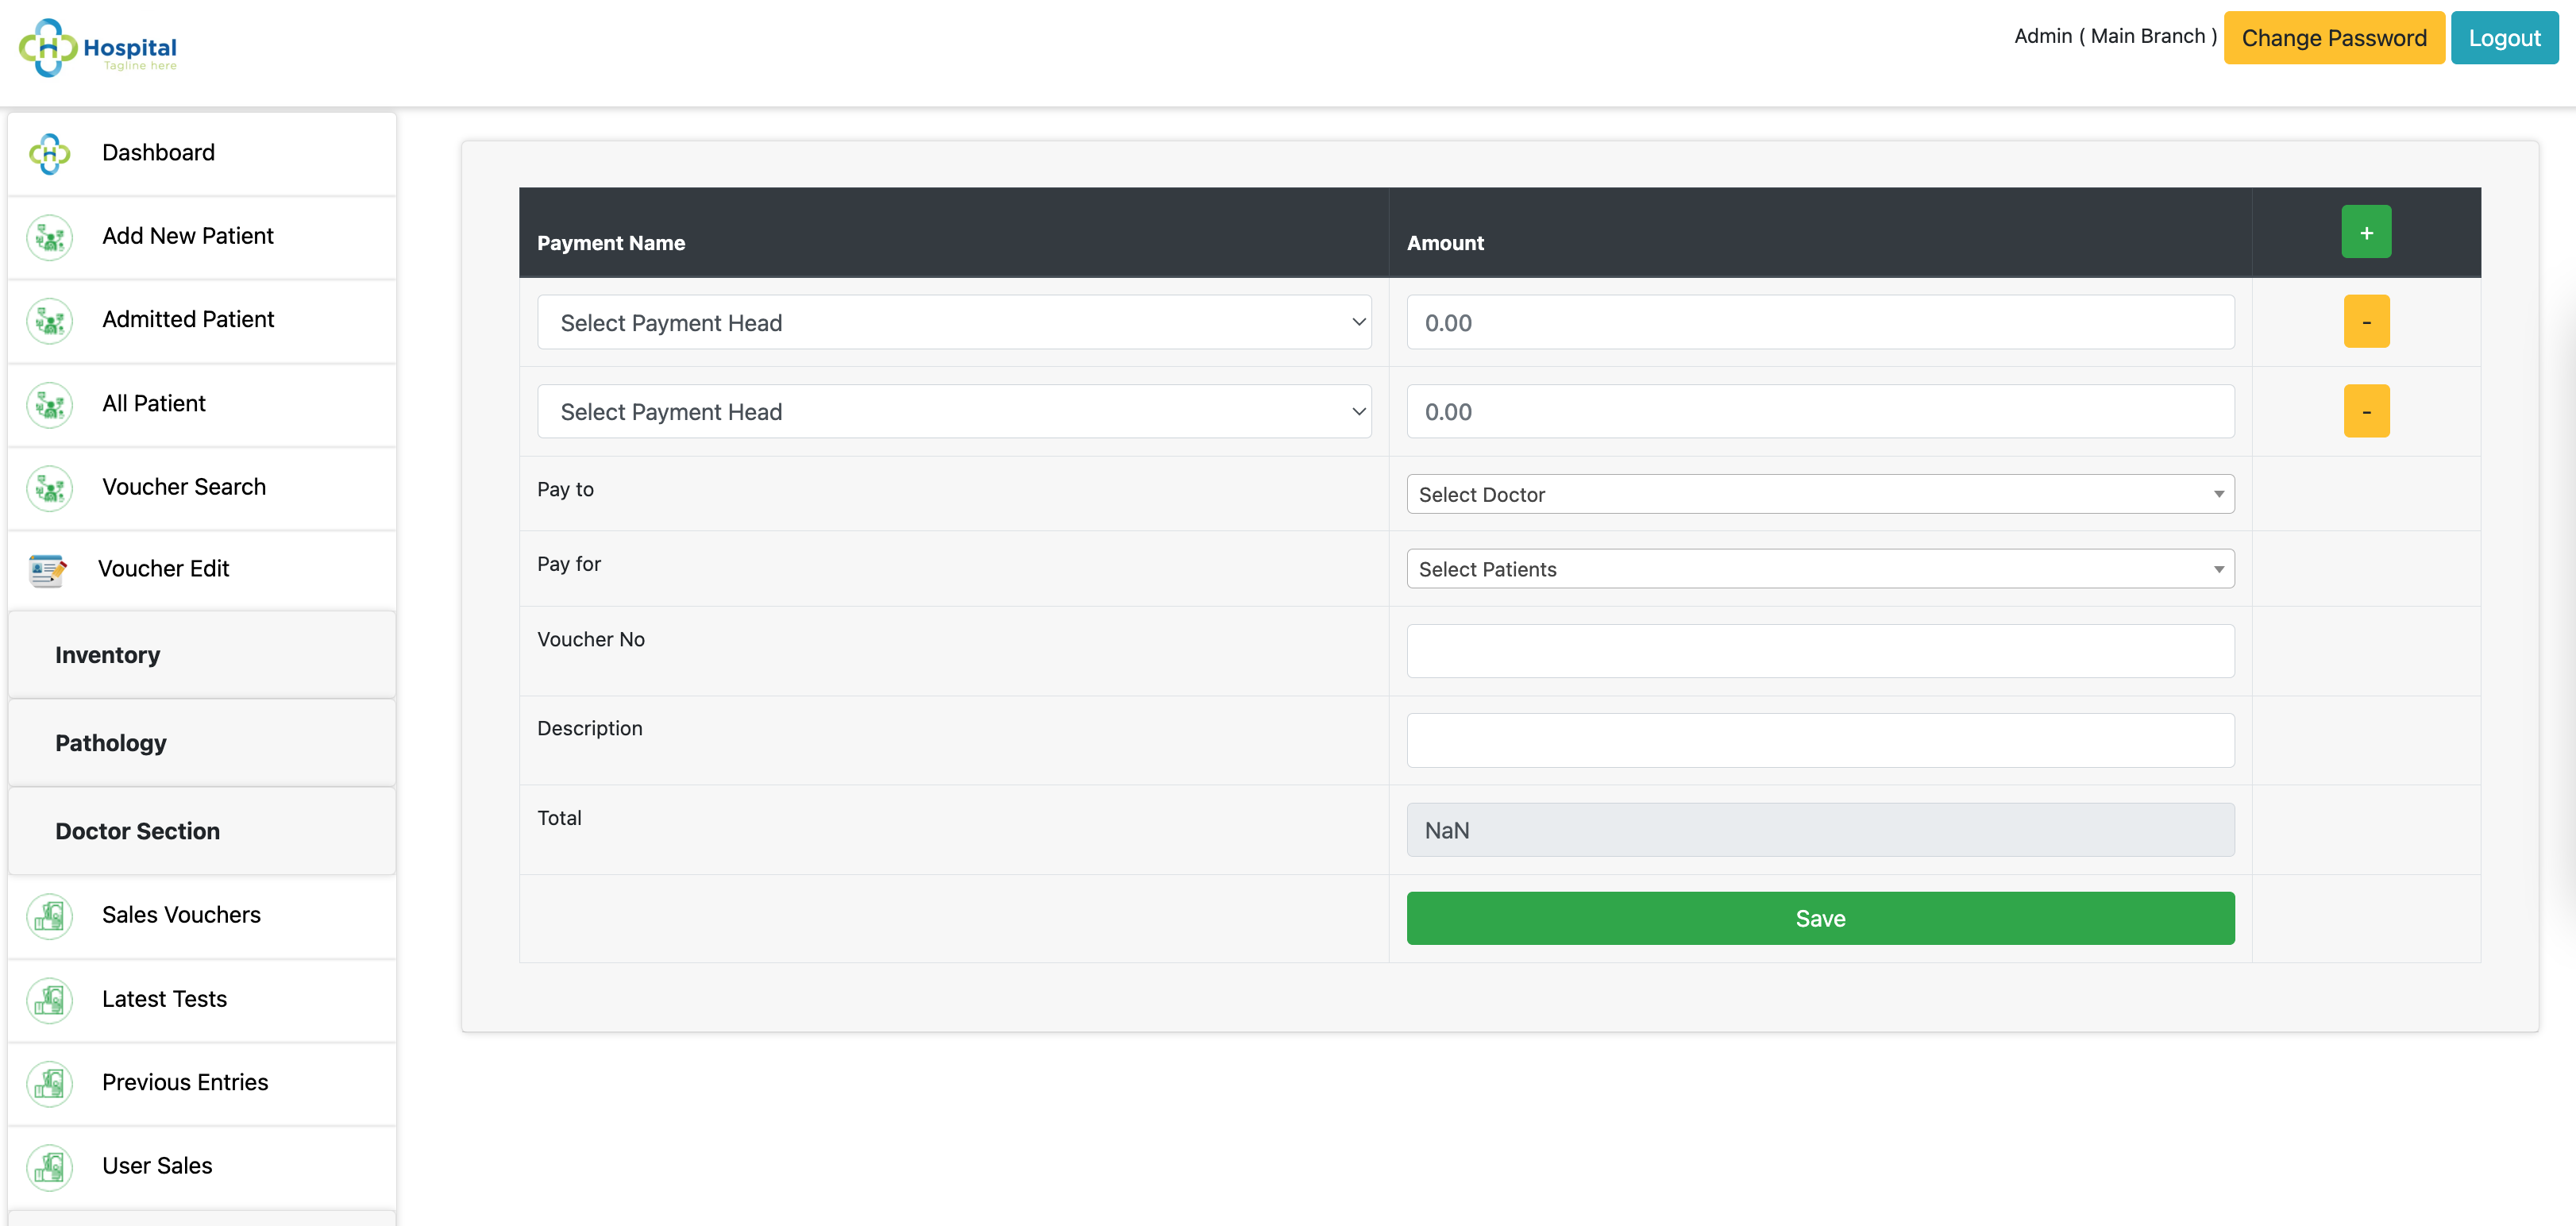 Hospital
Tagline here
Admin ( Main Branch )
Change Password
Logout
Dashboard
Add New Patient
Admitted Patient
All Patient
Voucher Search
Voucher Edit
Inventory
Pathology
Doctor Section
Sales Vouchers
Latest Tests
Previous Entries
User Sales
Payment Name
Amount
+
Select Payment Head
0.00
-
Select Payment Head
0.00
-
Pay to
Select Doctor
Pay for
Select Patients
Voucher No
Description
Total
NaN
Save